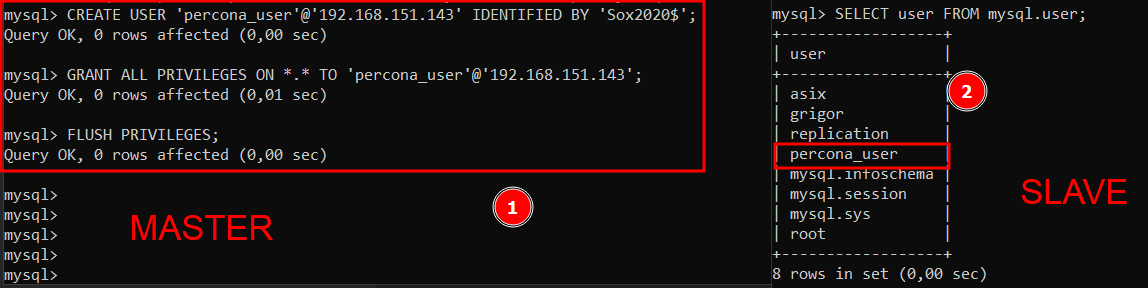 mysql> CREATE USER 'percona_user'@'192.168.151.143' IDENTIFIED BY 'Sox2020$';
Query OK, 0 rows affected (0,00 sec)
mysql> GRANT ALL PRIVILEGES ON *.* TO 'percona_user'@'192.168.151.143';
Query OK, 0 rows affected (0,01 sec)
mysql> FLUSH PRIVILEGES;
Query OK, 0 rows affected (0,00 sec)
mysql>
mysql>
mysql>
mysql>
mysql>
1
MASTER
mysql> SELECT user FROM mysql.user;
+------------------+
| user             |
+------------------+
| asix             |
| grigor           |
| replication      |
| percona_user     |
| mysql.infoschema |
| mysql.session    |
| mysql.sys        |
| root             |
+------------------+
8 rows in set (0,00 sec)
2
SLAVE